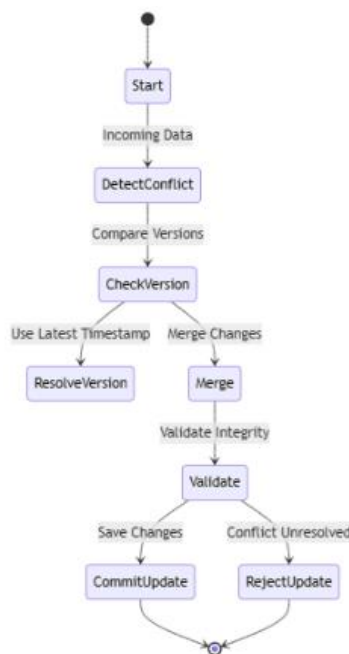 Start
Incoming Data
DetectConflict
Compare Versions
CheckVersion
Use Latest Timestamp
Merge Changes
ResolveVersion
Merge
Validate Integrity
Validate
Save Changes
Conflict Unresolved
CommitUpdate
RejectUpdate